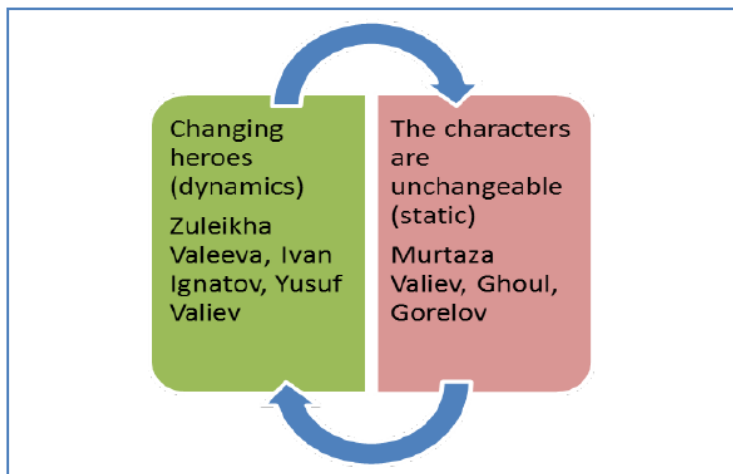 Changing
heroes
(dynamics)
Zuleikha
Valeeva, Ivan
Ignatov, Yusuf
Valiev
The characters
are
unchangeable
(static)
Murtaza
Valiev, Ghoul,
Gorelov